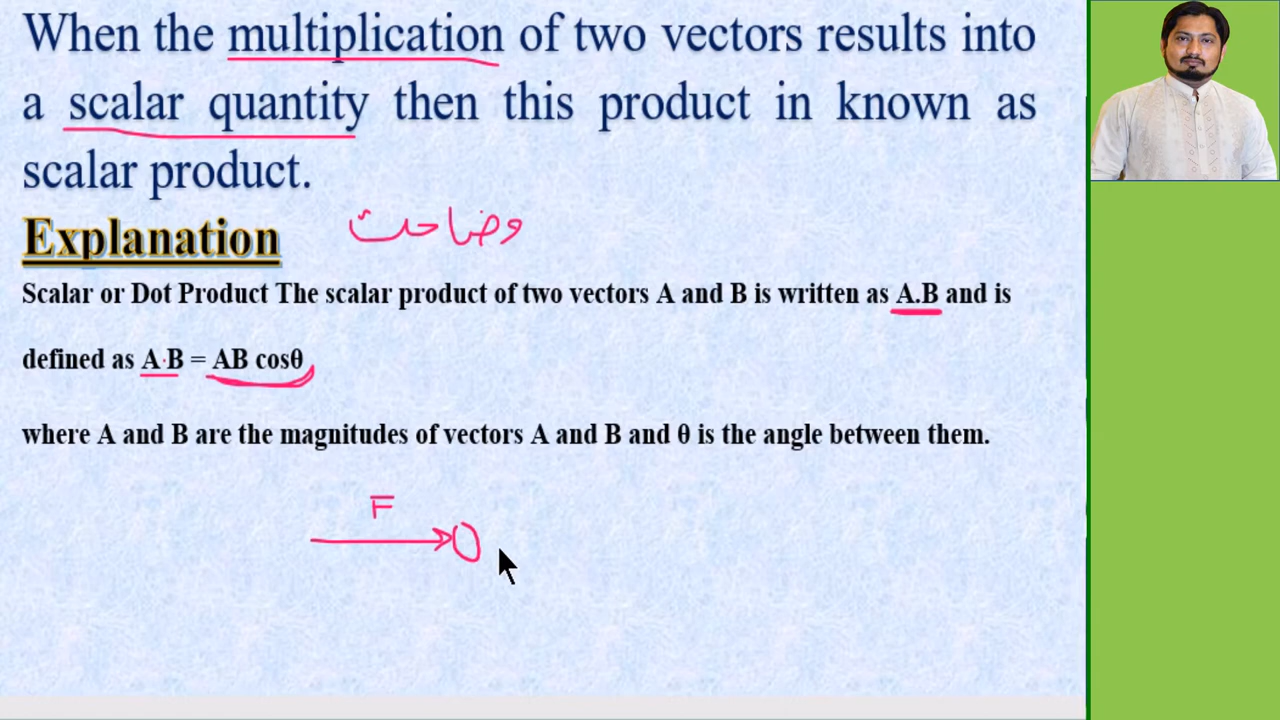 When the multiplication of two vectors results into
a scalar quantity then this product in known as
scalar product.
Explanation وضاحت
Scalar or Dot Product The scalar product of two vectors A and B is written as A.B and is
defined as A·B = AB cosθ
where A and B are the magnitudes of vectors A and B and θ is the angle between them.
F